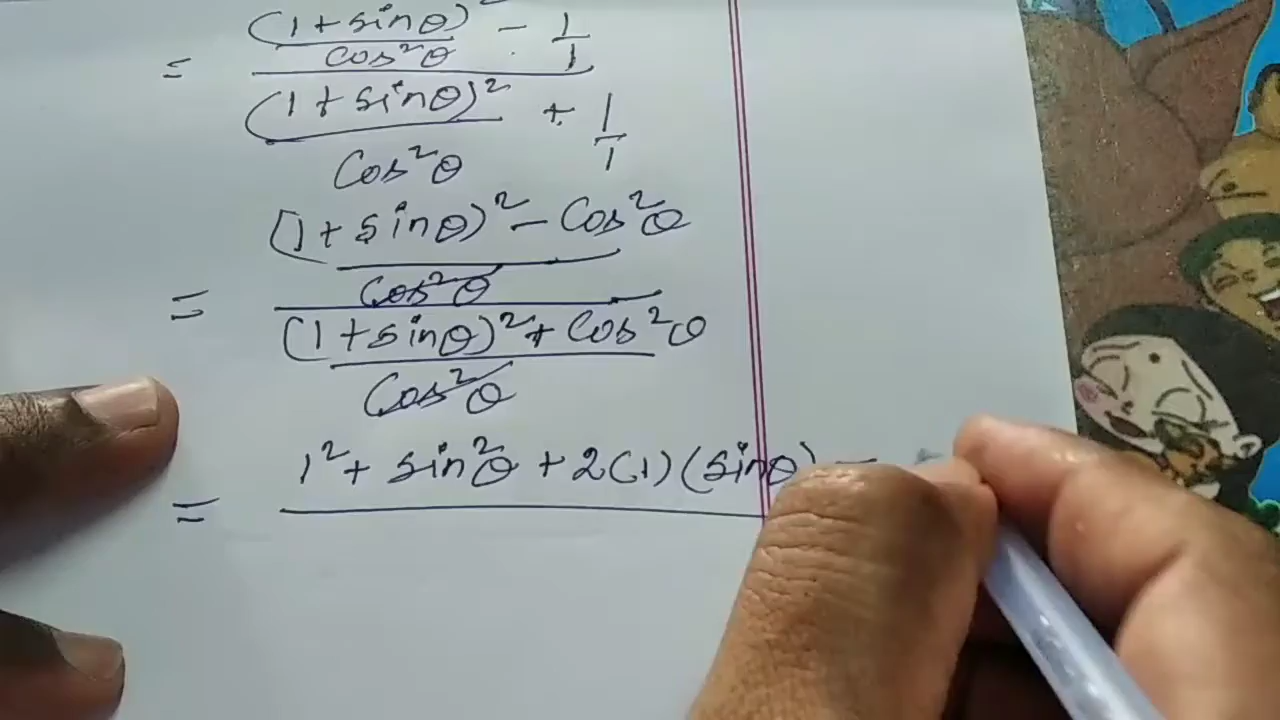 (1+sinθ)² - 1
cos²θ 1
=
(1+sinθ)² + 1
Cos²θ 1
(1+sinθ)² - Cos²θ
Cos²θ
=
(1+sinθ)² + Cos²θ
Cos²θ
1² + sin²θ + 2(1)(sinθ) -
=